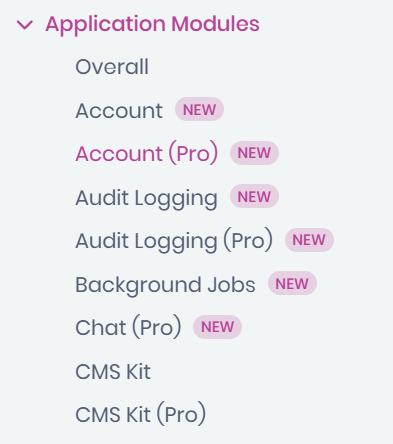 Application Modules
Overall
Account NEW
Account (Pro) NEW
Audit Logging NEW
Audit Logging (Pro) NEW
Background Jobs NEW
Chat (Pro) NEW
CMS Kit
CMS Kit (Pro)